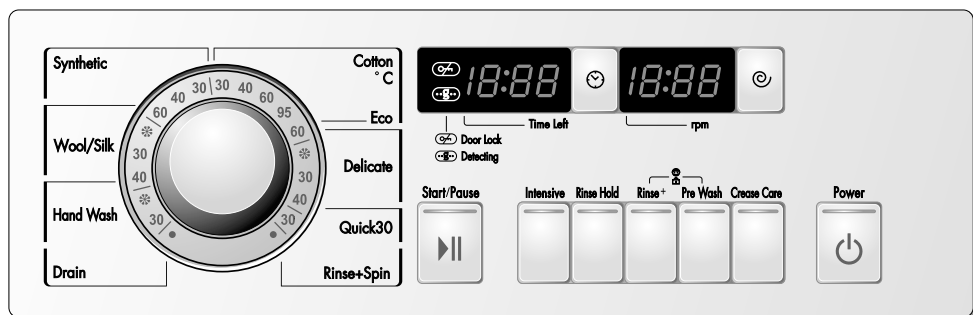 Synthetic
Cotton
°C
Eco
Wool/Silk
Delicate
Hand Wash
Quick30
Drain
Rinse+Spin
30 40 60 95
60
30
40
30
30 40 60
30
40
30
18:88
18:88
Time Left
rpm
Door Lock
Detecting
Start/Pause
Intensive
Rinse Hold
Rinse+
Pre Wash
Crease Care
Power